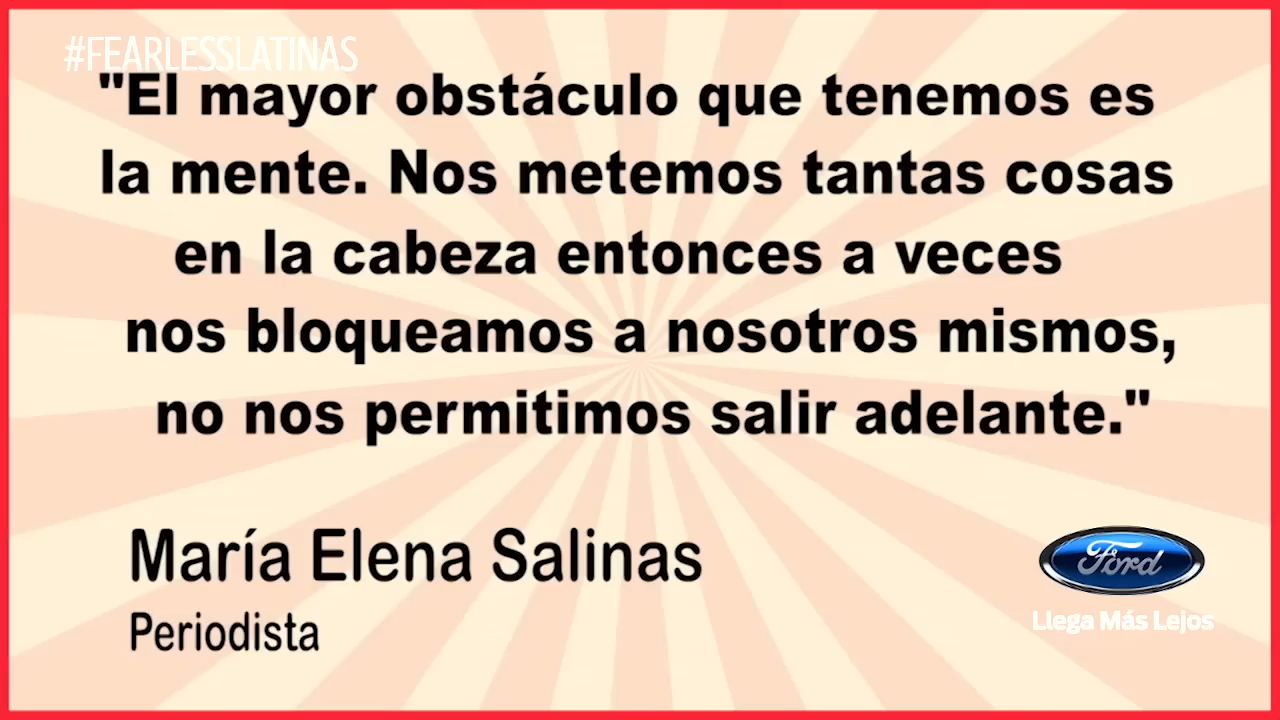 #FEARLESSLATINAS
"El mayor obstáculo que tenemos es
la mente. Nos metemos tantas cosas
en la cabeza entonces a veces
nos bloqueamos a nosotros mismos,
no nos permitimos salir adelante."
María Elena Salinas
Periodista
Ford
Llega Más Lejos